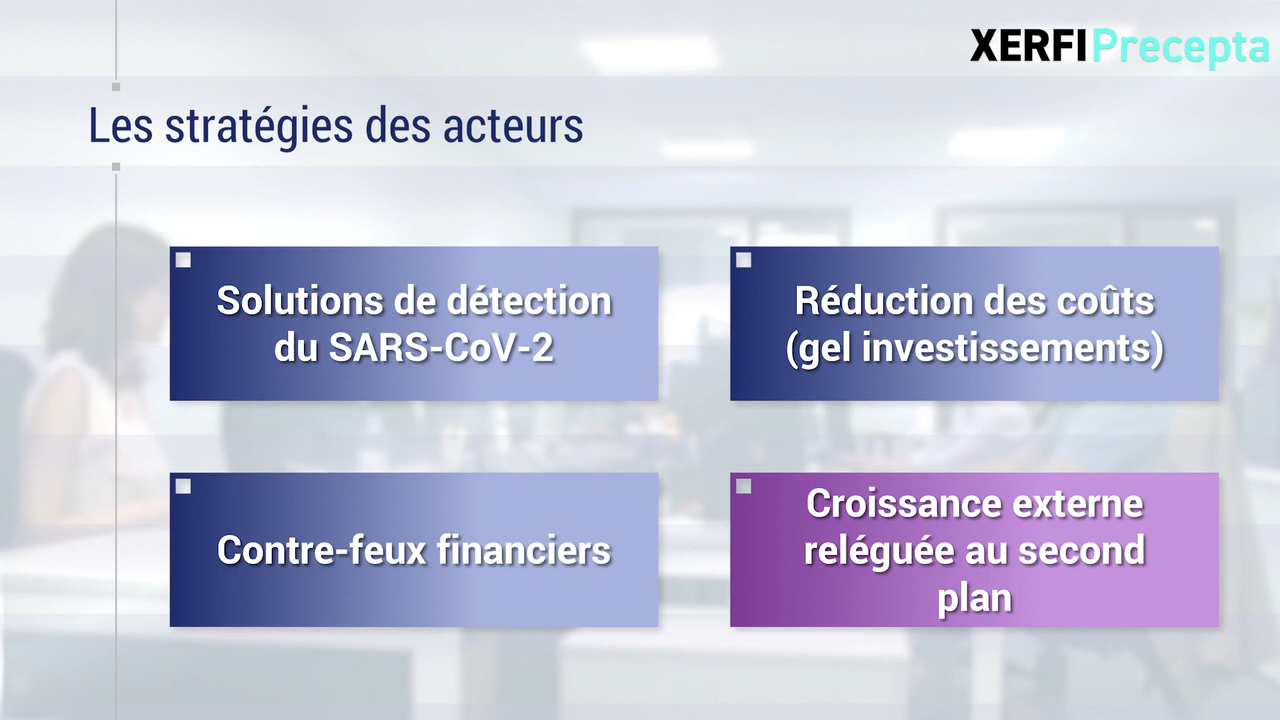 XERFI Precepta
Les stratégies des acteurs
Solutions de détection
du SARS-CoV-2
Réduction des coûts
(gel investissements)
Contre-feux financiers
Croissance externe
reléguée au second
plan